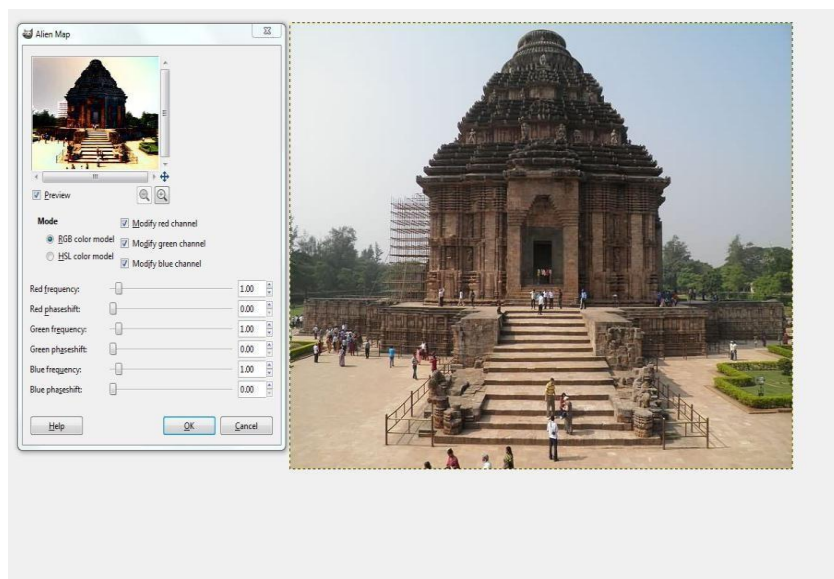 Alien Map
Preview
Mode
RGB color model
HSL color model
Modify red channel
Modify green channel
Modify blue channel
Red frequency: 1.00
Red phaseshift: 0.00
Green frequency: 1.00
Green phaseshift: 0.00
Blue frequency: 1.00
Blue phaseshift: 0.00
Help OK Cancel